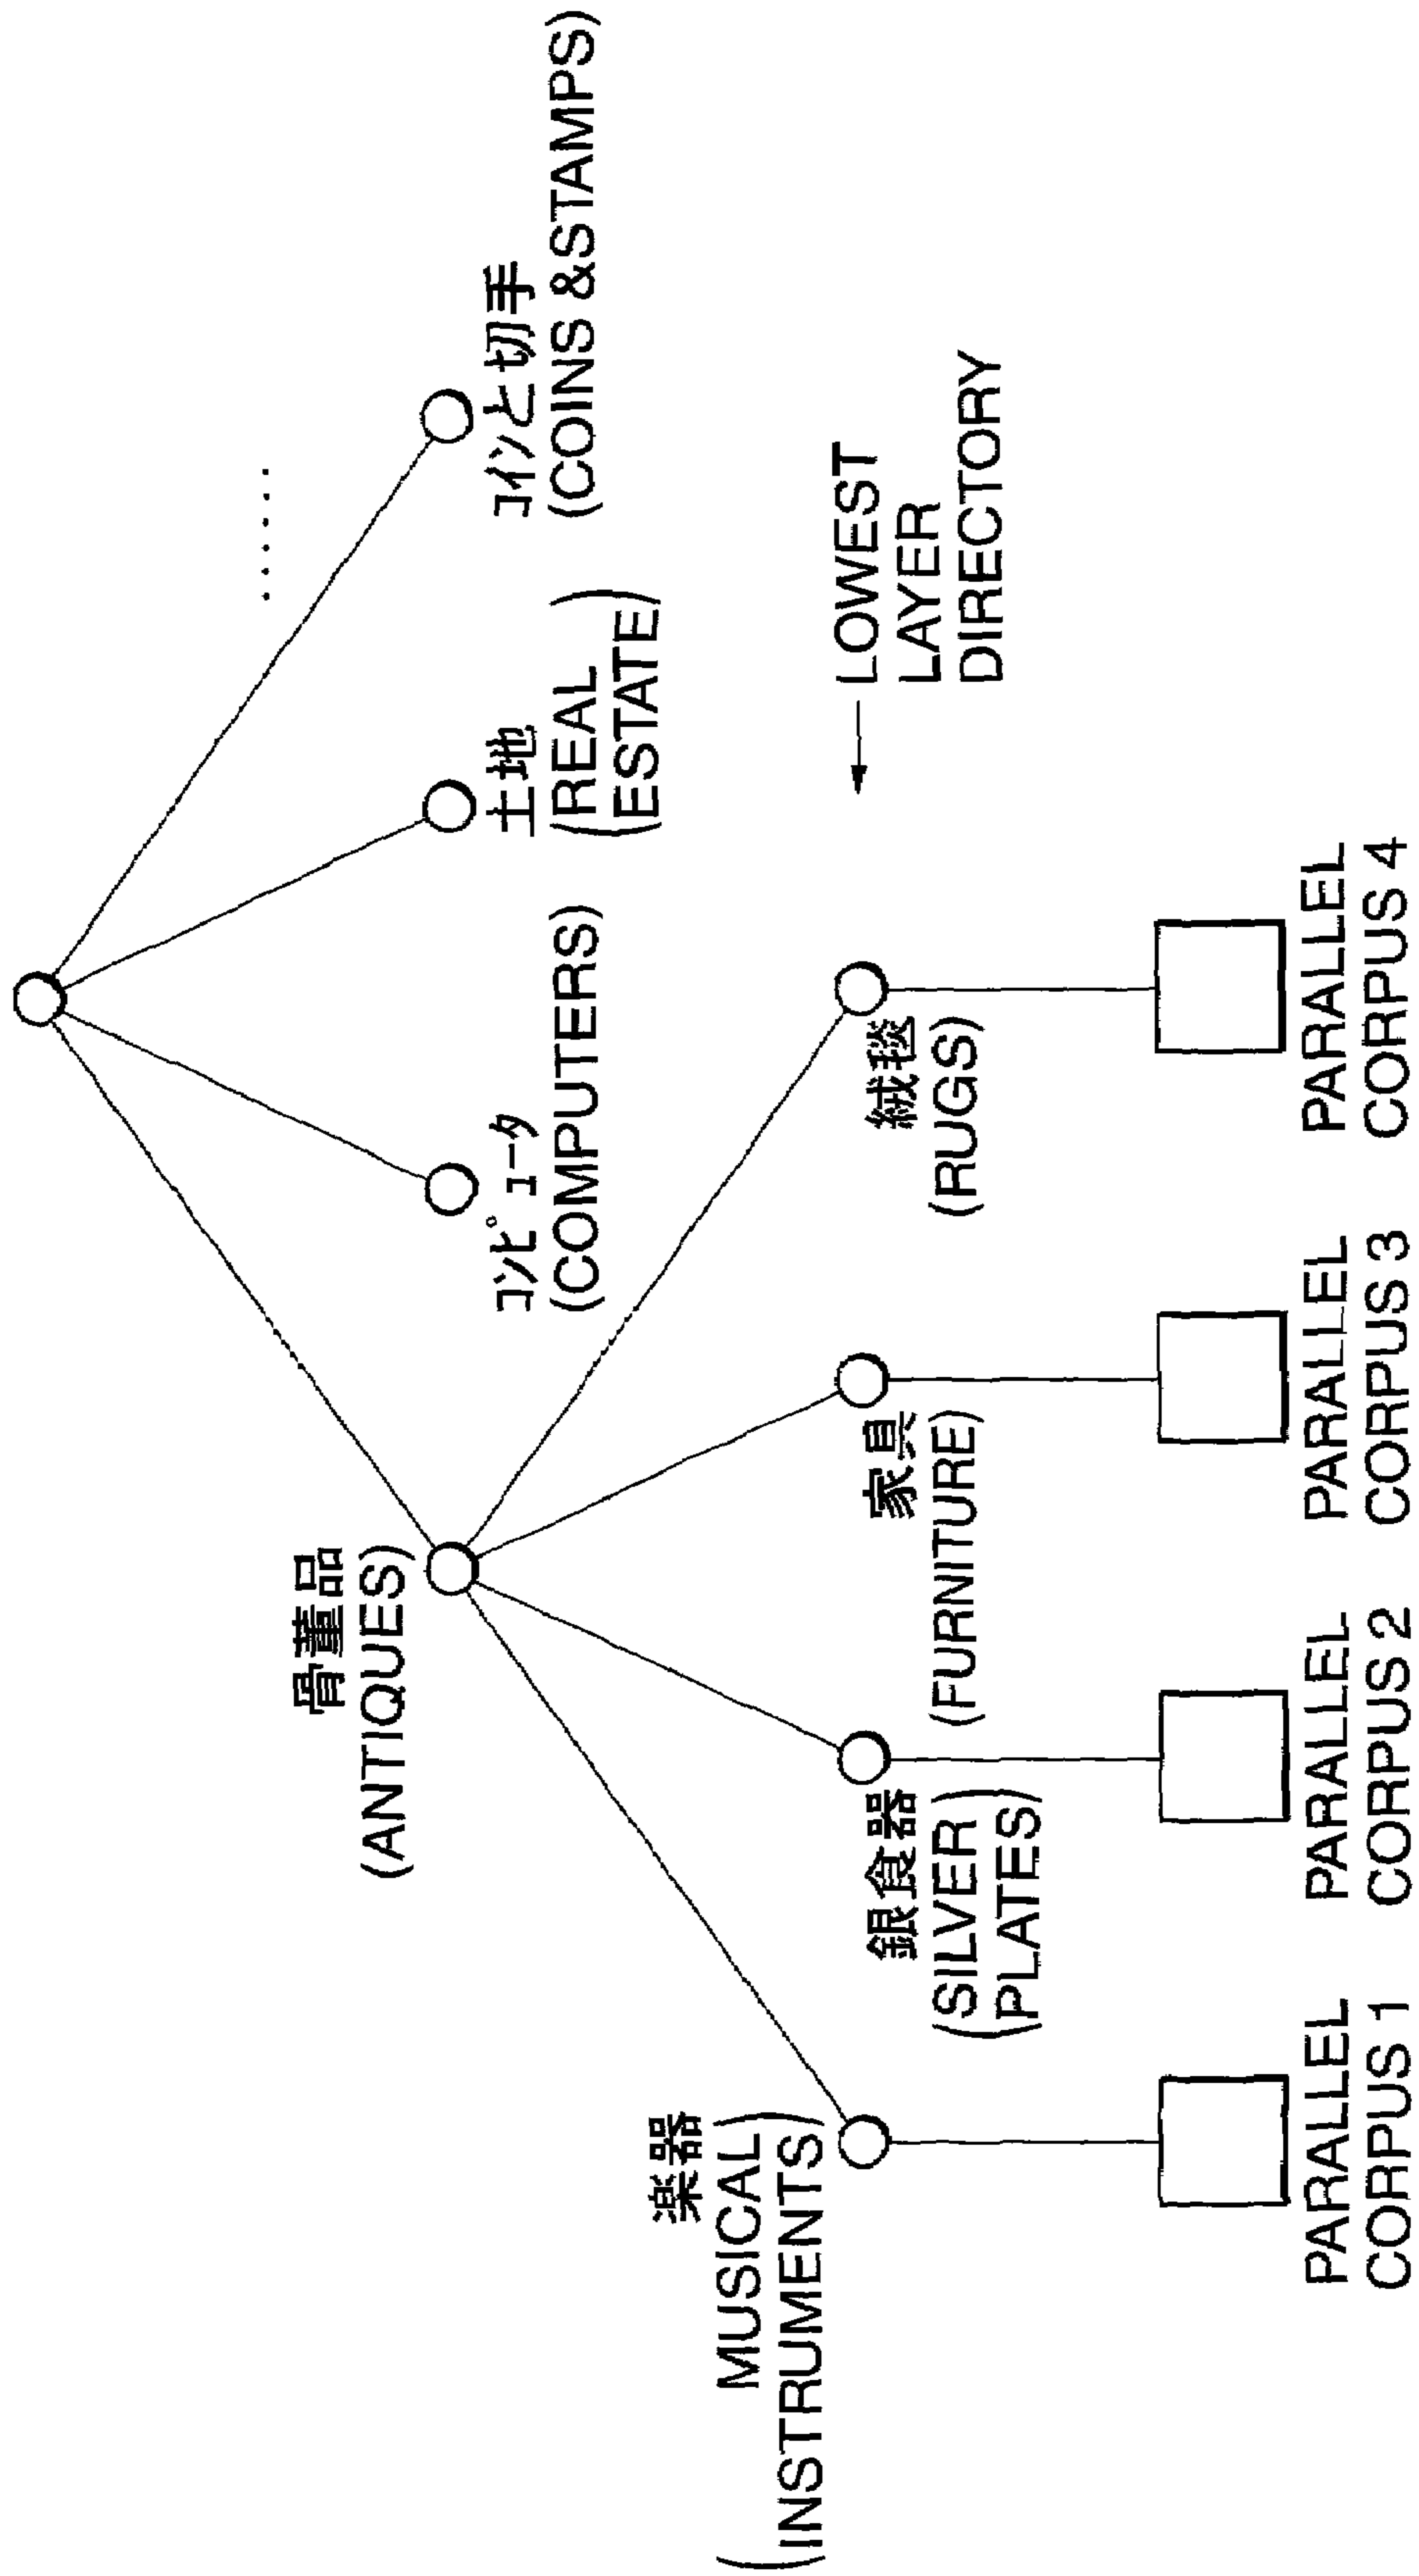 .....
骨董品
(ANTIQUES)
ｺﾝﾋﾟｭｰﾀ
(COMPUTERS)
土地
(REAL
ESTATE)
ｺｲﾝと切手
(COINS &STAMPS)
楽器
(MUSICAL
INSTRUMENTS)
銀食器
(SILVER
PLATES)
家具
(FURNITURE)
絨毯
(RUGS)
LOWEST
LAYER
DIRECTORY
PARALLEL
CORPUS 1
PARALLEL
CORPUS 2
PARALLEL
CORPUS 3
PARALLEL
CORPUS 4